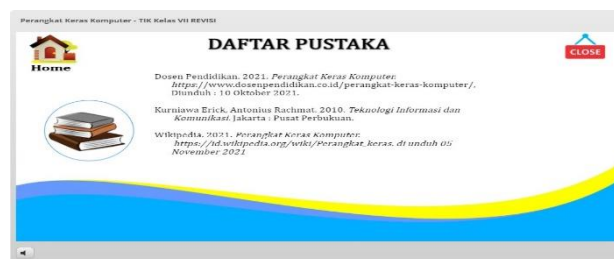 Perangkat Keras Komputer - TIK Kelas VII REVISI
DAFTAR PUSTAKA
Home
CLOSE
Dosen Pendidikan. 2021. Perangkat Keras Komputer.
https://www.dosenpendidikan.co.id/perangkat-keras-komputer/.
Diunduh : 10 Oktober 2021.
Kurniawa Erick, Antonius Rachmat. 2010. Teknologi Informasi dan
Komunikasi. Jakarta : Pusat Perbukuan.
Wikipedia. 2021. Perangkat Keras Komputer.
https://id.wikipedia.org/wiki/Perangkat_keras. di unduh 05
November 2021